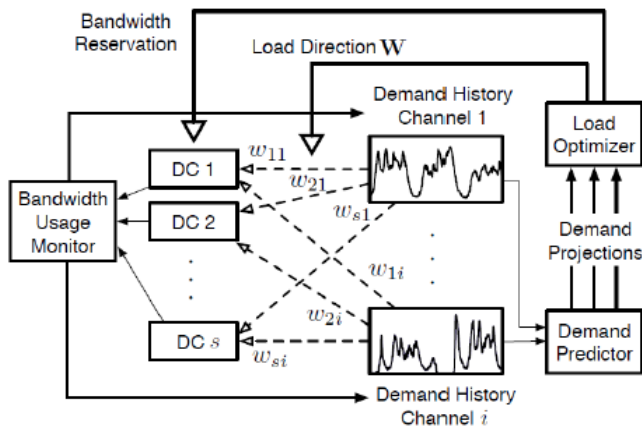 Bandwidth
Reservation
Load Direction W
Demand History
Channel 1
Load
Optimizer
w11
DC 1
w21
Bandwidth
Usage
Monitor
DC 2
ws1
Demand
Projections
w1i
w2i
DC s
wsi
Demand
Predictor
Demand History
Channel i